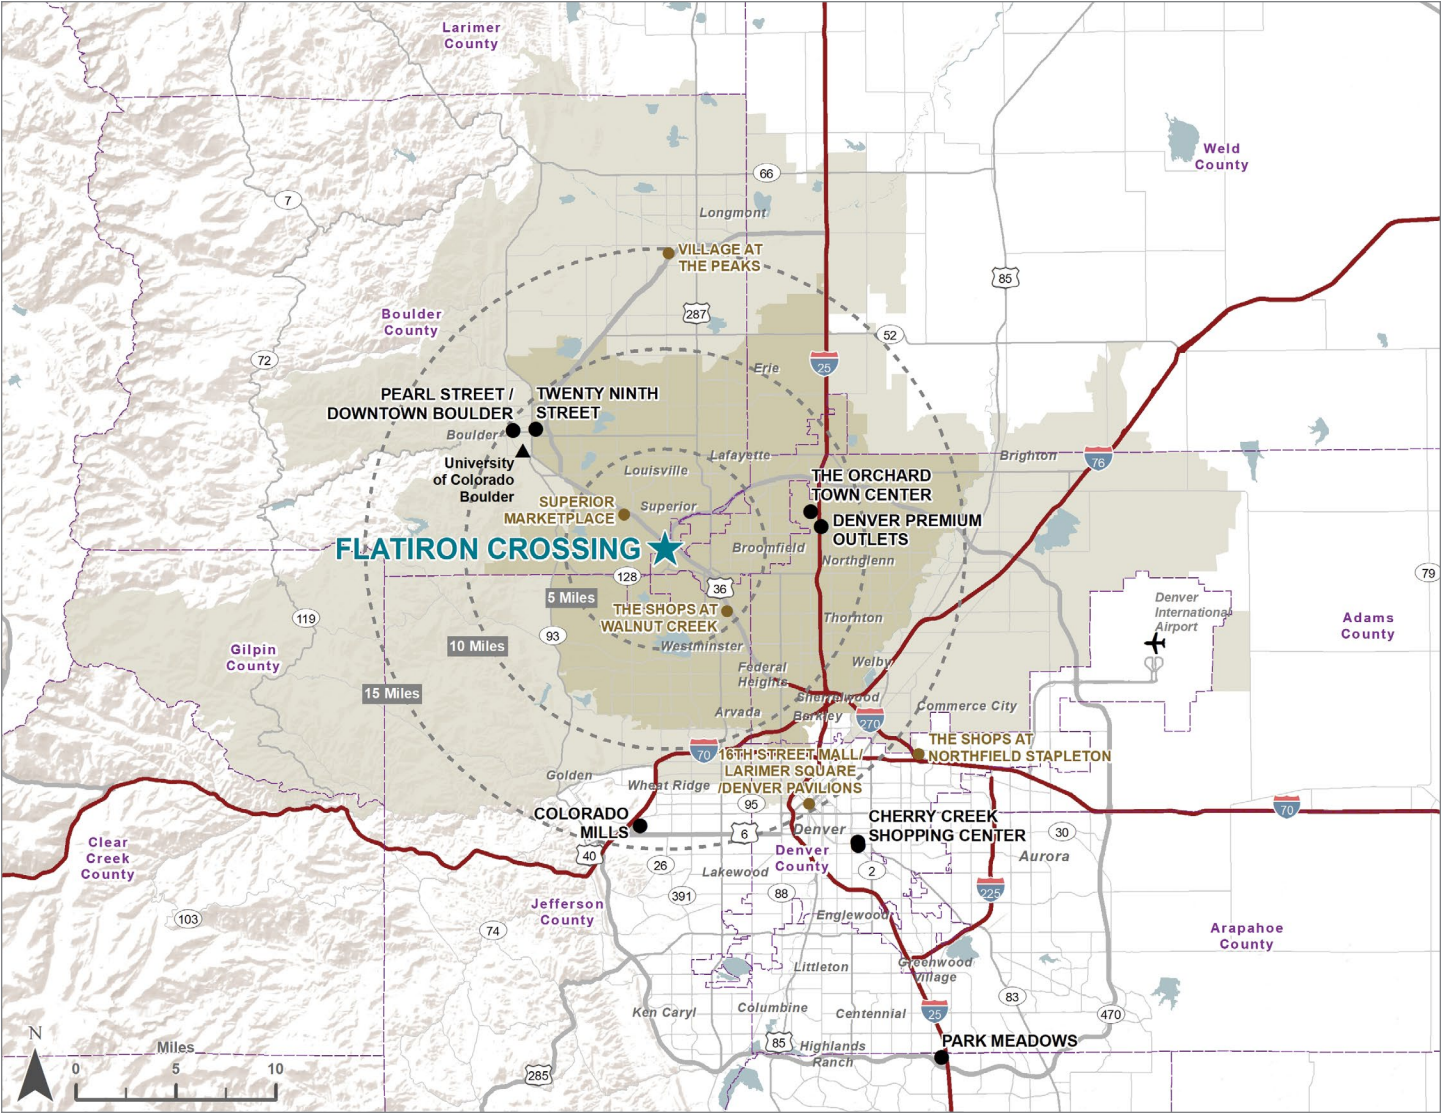 Larimer
County
Weld
County
66
7
Longmont
VILLAGE AT
THE PEAKS
85
287
Boulder
County
52
72
25
Erie
PEARL STREET /
DOWNTOWN BOULDER
TWENTY NINTH
STREET
Boulder
Lafayette
Brighton
76
University
of Colorado
Boulder
Louisville
THE ORCHARD
TOWN CENTER
SUPERIOR
MARKETPLACE
Superior
DENVER PREMIUM
OUTLETS
FLATIRON CROSSING
Broomfield
Northglenn
128
36
79
5 Miles
THE SHOPS AT
WALNUT CREEK
Denver
International
Airport
119
93
Thornton
Adams
County
10 Miles
Westminster
Gilpin
County
Federal
Heights
Welby
15 Miles
Sherrelwood
Commerce City
Arvada
Berkley
270
70
THE SHOPS AT
NORTHFIELD STAPLETON
16TH STREET MALL/
LARIMER SQUARE
/DENVER PAVILIONS
Golden
Wheat Ridge
95
70
COLORADO
MILLS
6
Denver
CHERRY CREEK
SHOPPING CENTER
30
Clear
Creek
County
40
26
Denver
County
2
Aurora
Lakewood
391
88
225
Jefferson
County
103
74
Englewood
Arapahoe
County
Littleton
Greenwood
Village
83
Ken Caryl
Columbine
Centennial
25
470
N
Miles
85
Highlands
Ranch
PARK MEADOWS
0
5
10
285